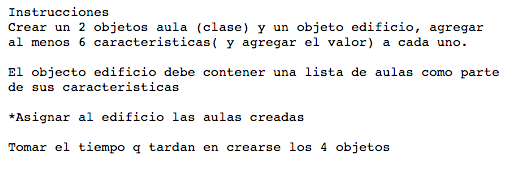 Instrucciones
Crear un 2 objetos aula (clase) y un objeto edificio, agregar
al menos 6 caracteristicas( y agregar el valor) a cada uno.
El objecto edificio debe contener una lista de aulas como parte
de sus caracteristicas
*Asignar al edificio las aulas creadas
Tomar el tiempo q tardan en crearse los 4 objetos